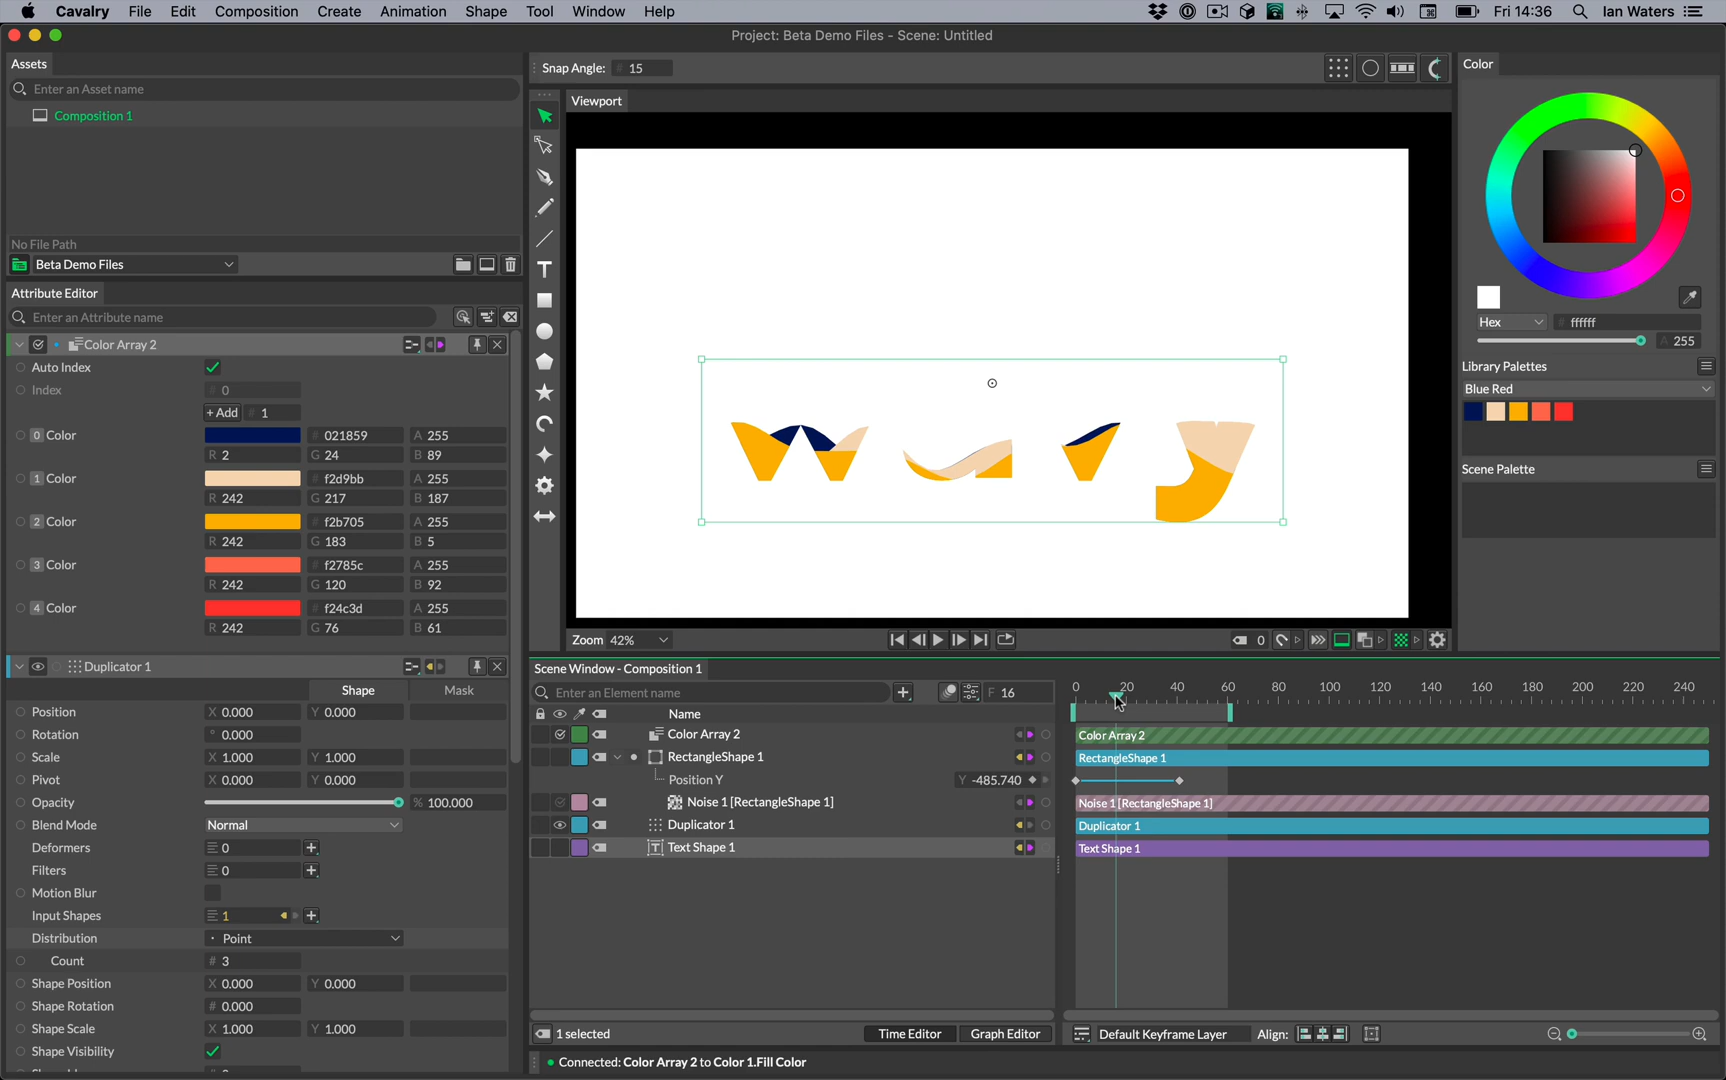 Cavalry File Edit Composition Create Animation Shape Tool Window Help Fri 14:36 Ian Waters
Project: Beta Demo Files - Scene: Untitled
Assets
Enter an Asset name
Composition 1
No File Path
Beta Demo Files
Attribute Editor
Enter an Attribute name
Color Array 2
Auto Index
Index # 0
+ Add # 1
0 Color # 021859 A 255
R 2 G 24 B 89
1 Color # f2d9bb A 255
R 242 G 217 B 187
2 Color # f2b705 A 255
R 242 G 183 B 5
3 Color # f2785c A 255
R 242 G 120 B 92
4 Color # f24c3d A 255
R 242 G 76 B 61
Duplicator 1
Shape Mask
Position X 0.000 Y 0.000
Rotation ° 0.000
Scale X 1.000 Y 1.000
Pivot X 0.000 Y 0.000
Opacity % 100.000
Blend Mode Normal
Deformers 0 +
Filters 0 +
Motion Blur
Input Shapes 1 +
Distribution Point
Count # 3
Shape Position X 0.000 Y 0.000
Shape Rotation # 0.000
Shape Scale X 1.000 Y 1.000
Shape Visibility
Snap Angle: # 15
Viewport
Zoom 42% 0
Scene Window - Composition 1
Enter an Element name F 16
Name
Color Array 2
RectangleShape 1
Position Y Y -485.740
Noise 1 [RectangleShape 1]
Duplicator 1
Text Shape 1
0 20 40 60 80 100 120 140 160 180 200 220 240
Color Array 2
RectangleShape 1
Noise 1 [RectangleShape 1]
Duplicator 1
Text Shape 1
1 selected Time Editor Graph Editor Default Keyframe Layer Align:
Connected: Color Array 2 to Color 1.Fill Color
Color
Hex # ffffff
A 255
Library Palettes
Blue Red
Scene Palette